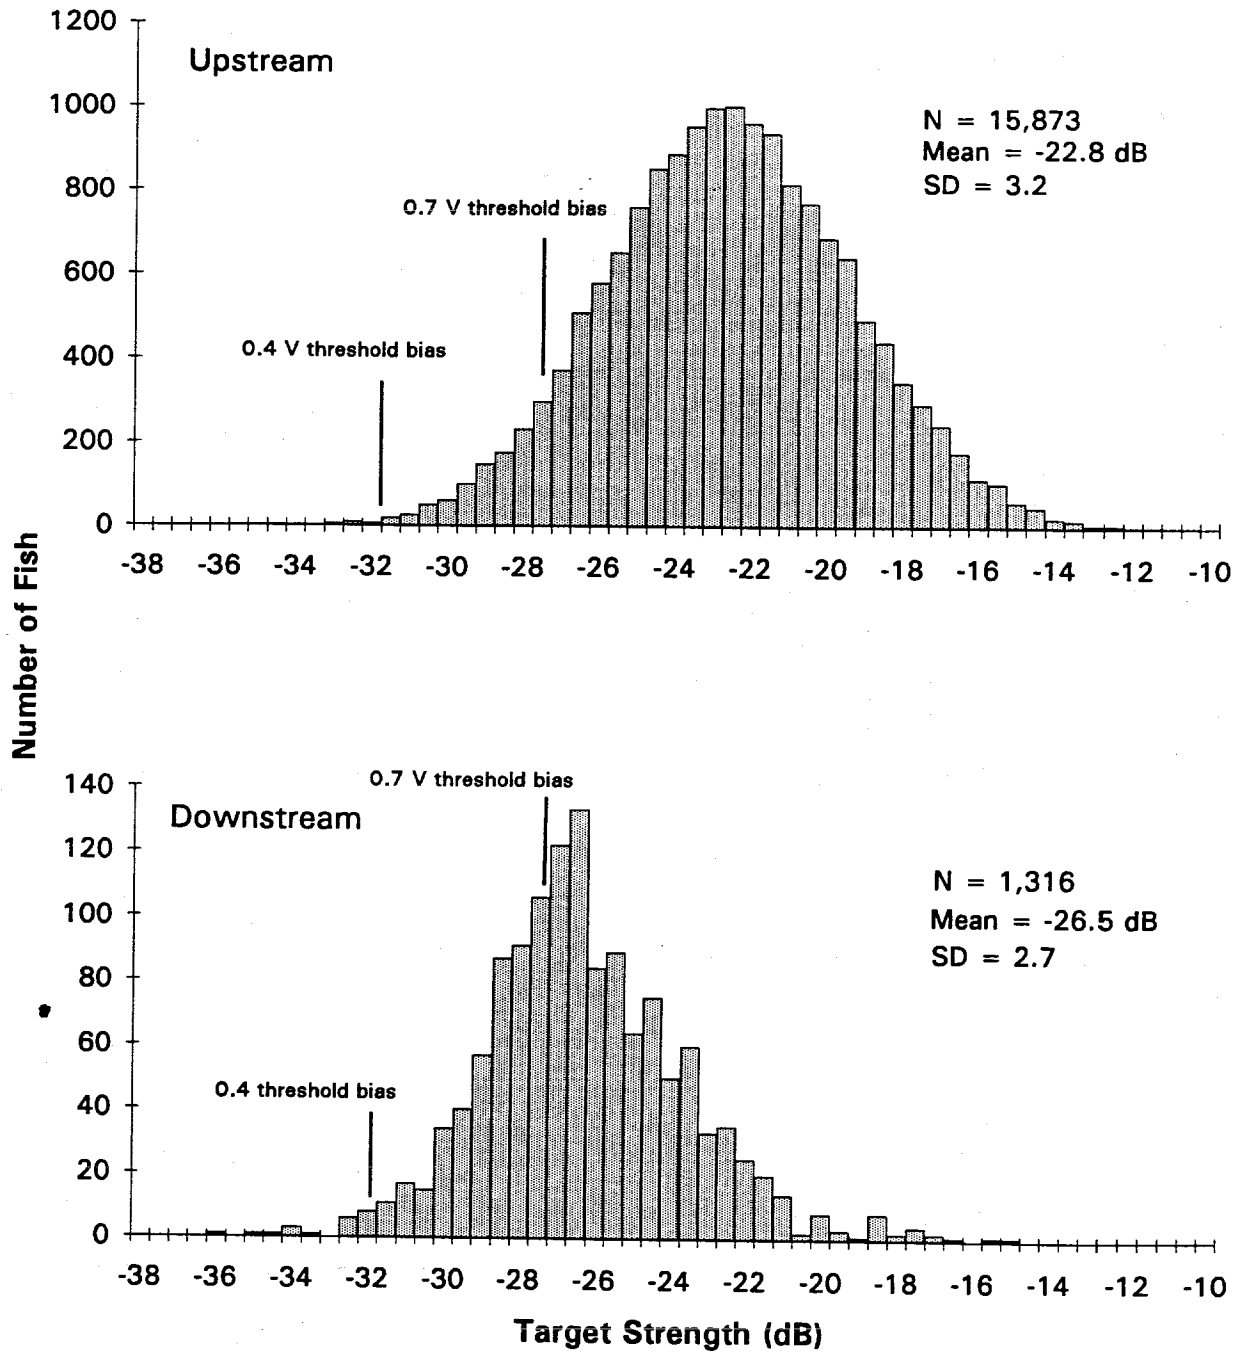 1200
1000
800
600
400
200
0
Upstream
N = 15,873
Mean = -22.8 dB
SD = 3.2
0.7 V threshold bias
0.4 V threshold bias
-38 -36 -34 -32 -30 -28 -26 -24 -22 -20 -18 -16 -14 -12 -10
Number of Fish
140
120
100
80
60
40
20
0
0.7 V threshold bias
Downstream
N = 1,316
Mean = -26.5 dB
SD = 2.7
0.4 threshold bias
-38 -36 -34 -32 -30 -28 -26 -24 -22 -20 -18 -16 -14 -12 -10
Target Strength (dB)